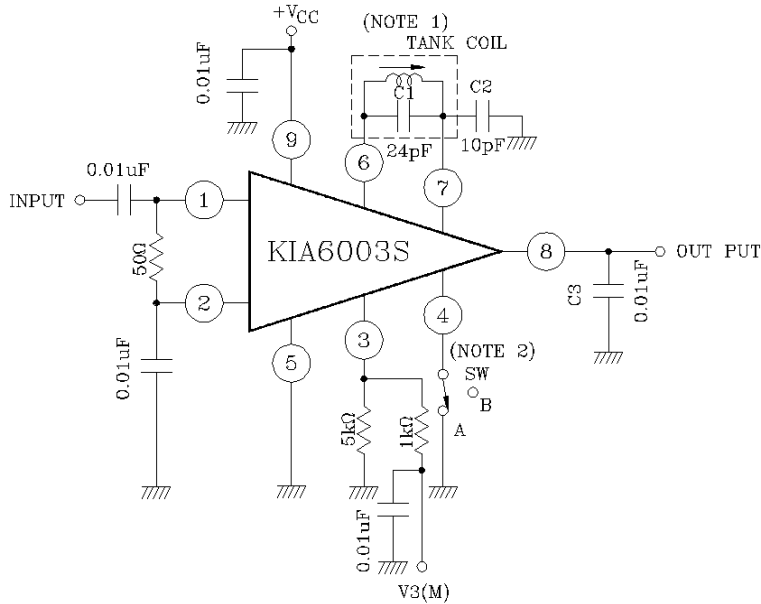 +VCC
(NOTE 1)
TANK COIL
0.01uF
C1
C2
9
24pF
10pF
6
7
0.01uF
INPUT
1
50Ω
KIA6003S
8
OUT PUT
2
C3
0.01uF
3
4
5
0.01uF
(NOTE 2)
SW
B
A
5kΩ
1kΩ
0.01uF
V3(M)